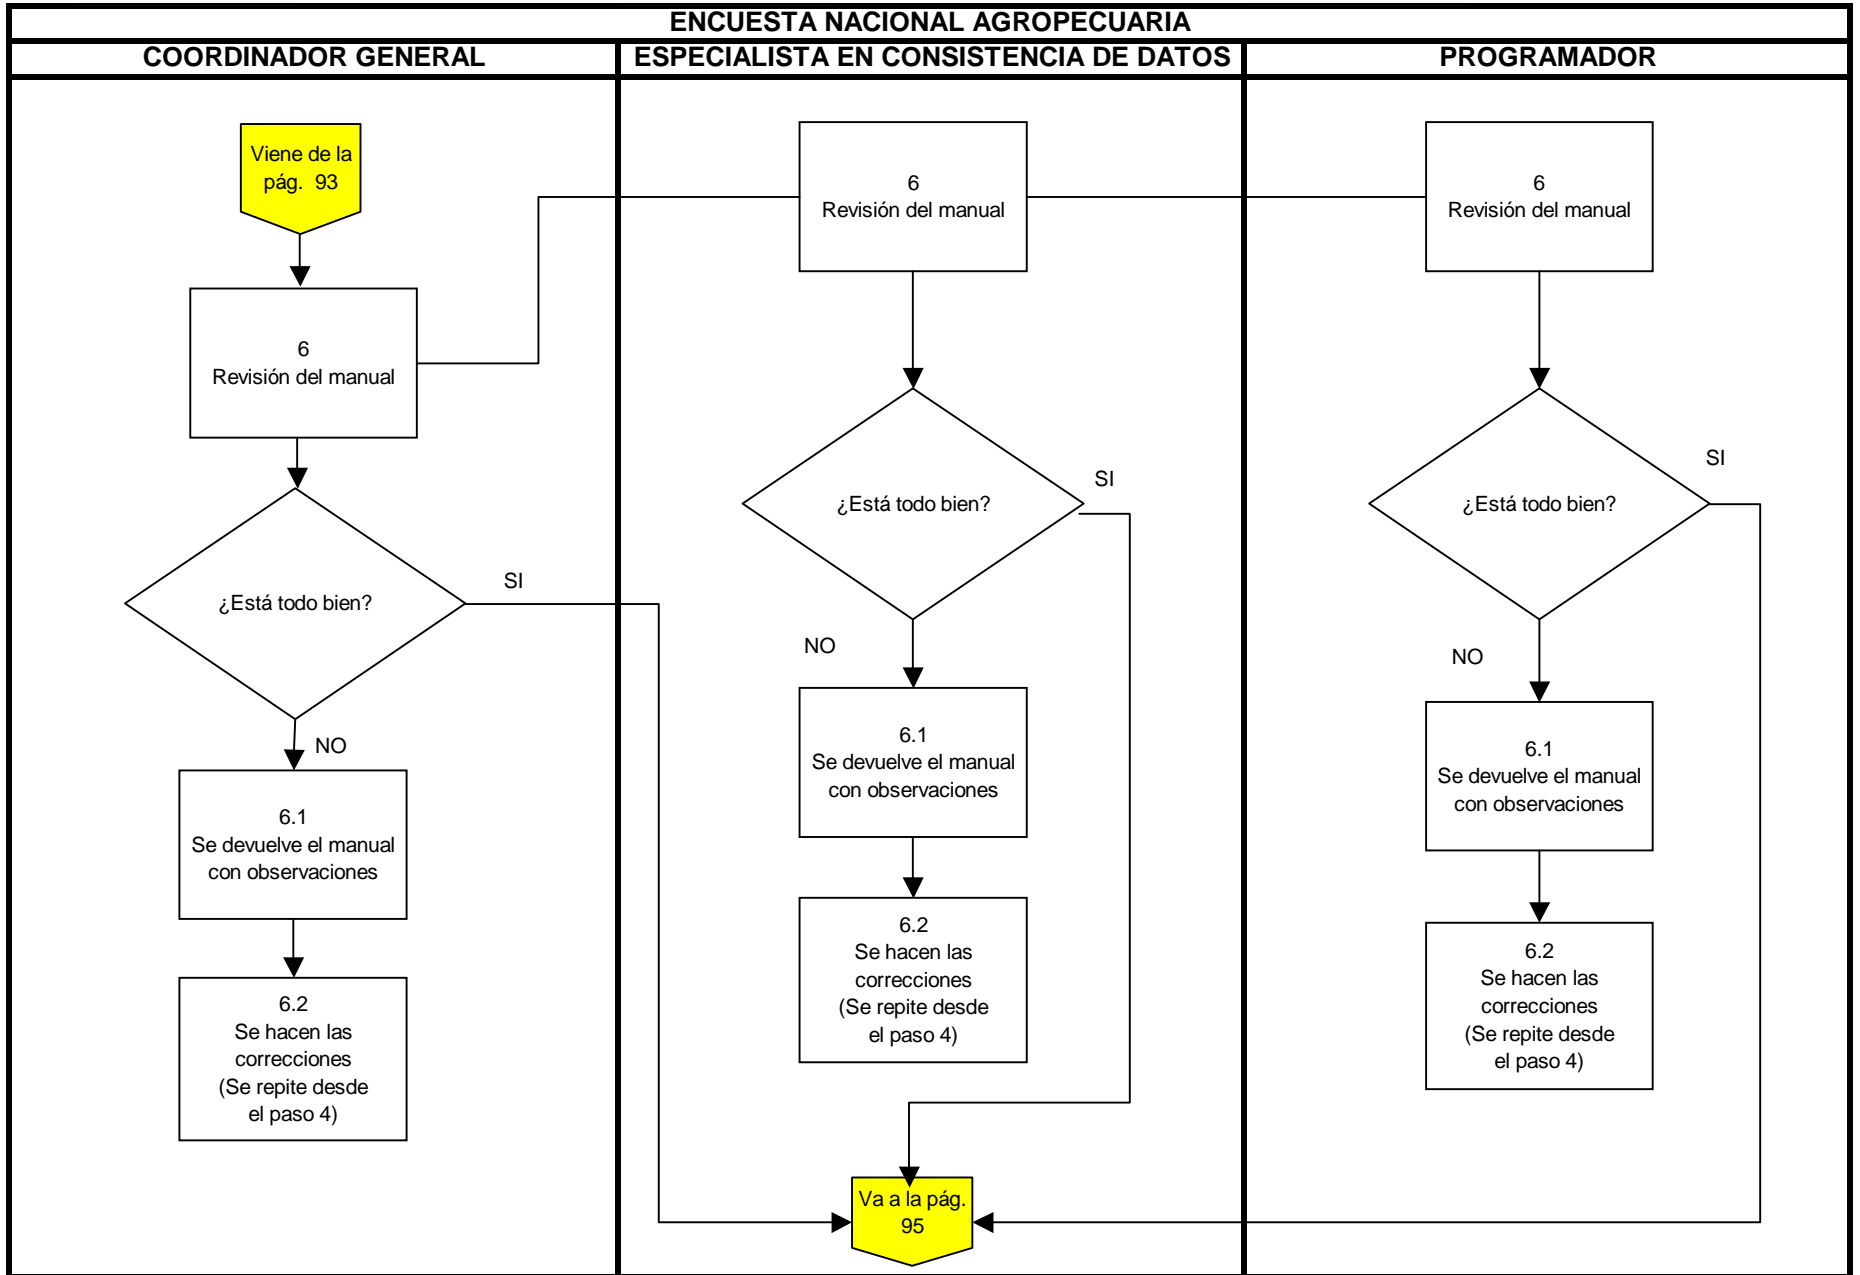 ENCUESTA NACIONAL AGROPECUARIA
COORDINADOR GENERAL
ESPECIALISTA EN CONSISTENCIA DE DATOS
PROGRAMADOR
Viene de la
pág. 93
6
Revisión del manual
¿Está todo bien?
SI
NO
6.1
Se devuelve el manual
con observaciones
6.2
Se hacen las
correcciones
(Se repite desde
el paso 4)
6
Revisión del manual
¿Está todo bien?
SI
NO
6.1
Se devuelve el manual
con observaciones
6.2
Se hacen las
correcciones
(Se repite desde
el paso 4)
Va a la pág.
95
6
Revisión del manual
¿Está todo bien?
SI
NO
6.1
Se devuelve el manual
con observaciones
6.2
Se hacen las
correcciones
(Se repite desde
el paso 4)